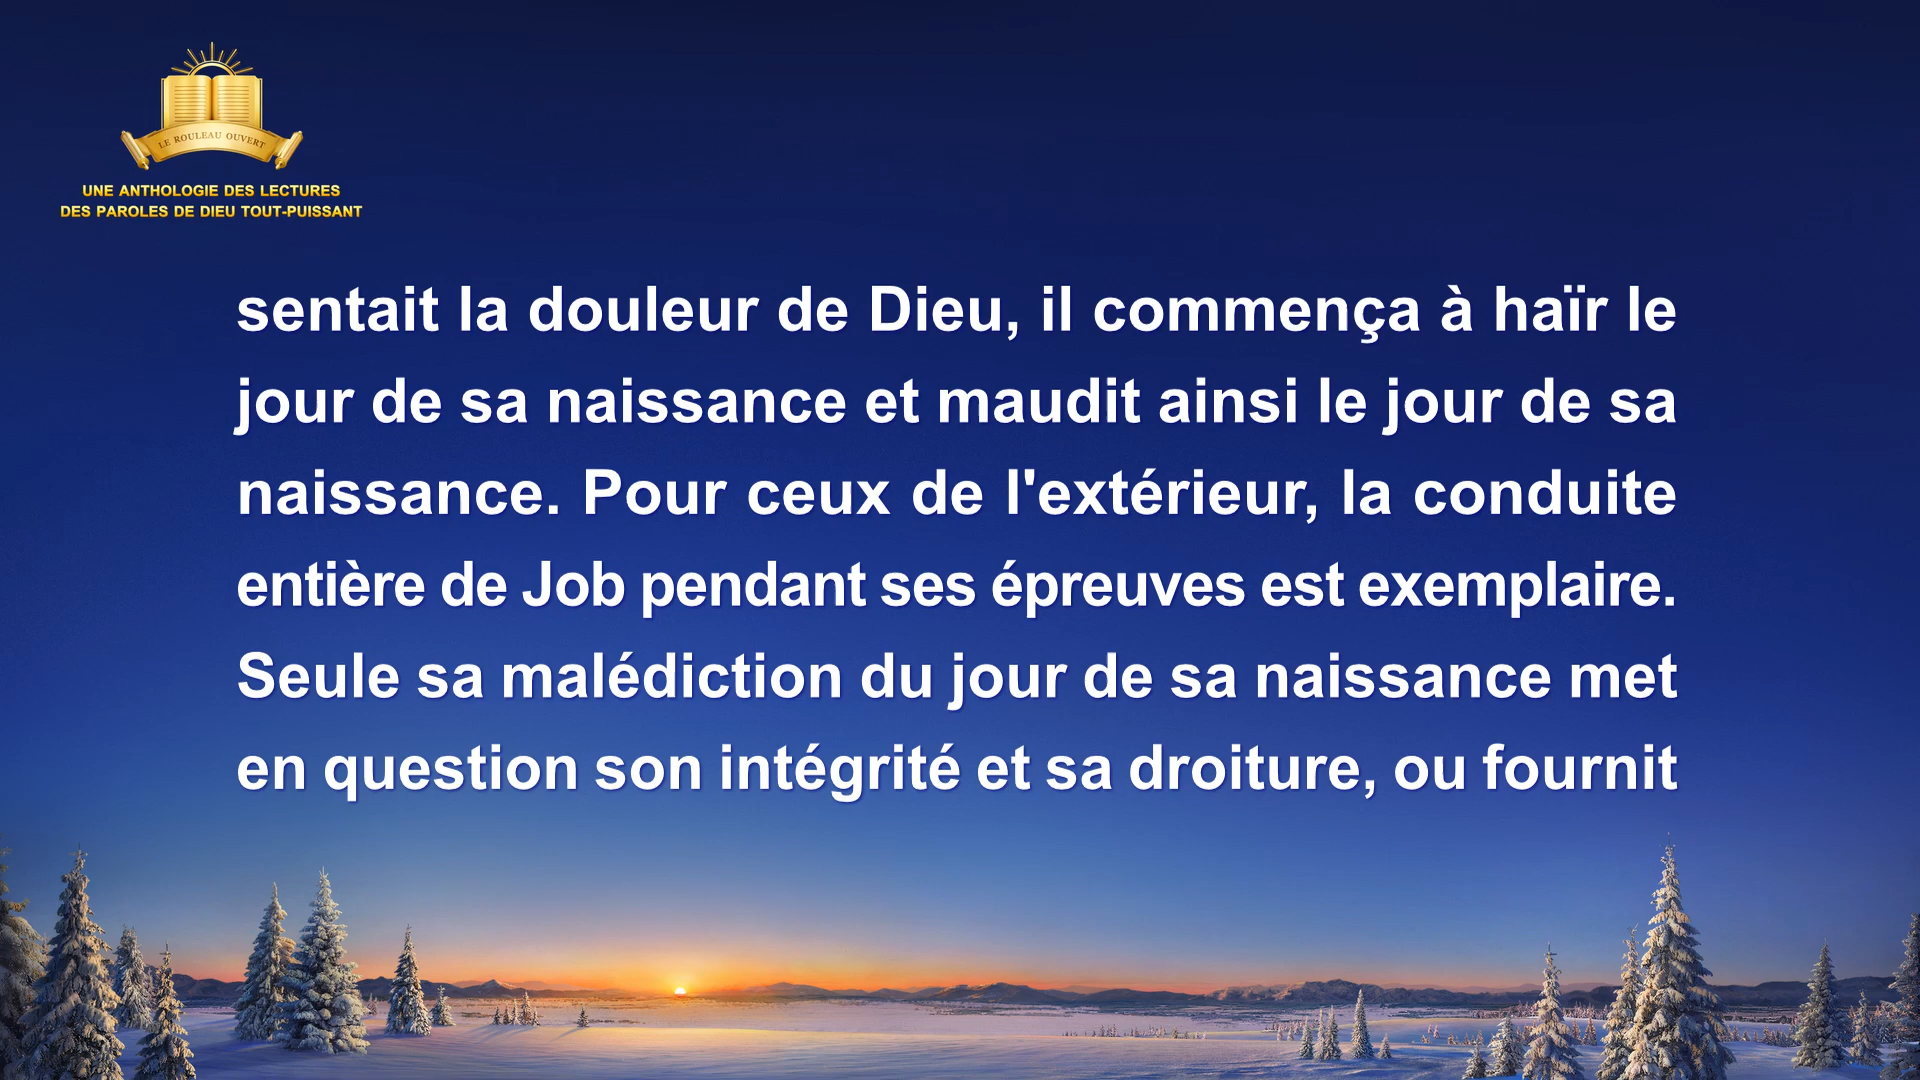 LE ROULEAU OUVERT
UNE ANTHOLOGIE DES LECTURES
DES PAROLES DE DIEU TOUT-PUISSANT
sentait la douleur de Dieu, il commença à haïr le
jour de sa naissance et maudit ainsi le jour de sa
naissance. Pour ceux de l'extérieur, la conduite
entière de Job pendant ses épreuves est exemplaire.
Seule sa malédiction du jour de sa naissance met
en question son intégrité et sa droiture, ou fournit